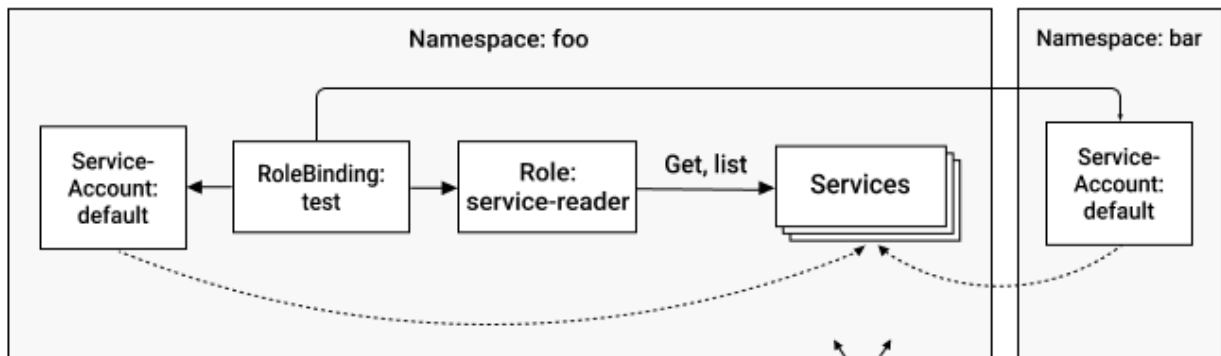 Namespace: foo
Namespace: bar
Service-
Account:
default
RoleBinding:
test
Role:
service-reader
Get, list
Services
Service-
Account:
default